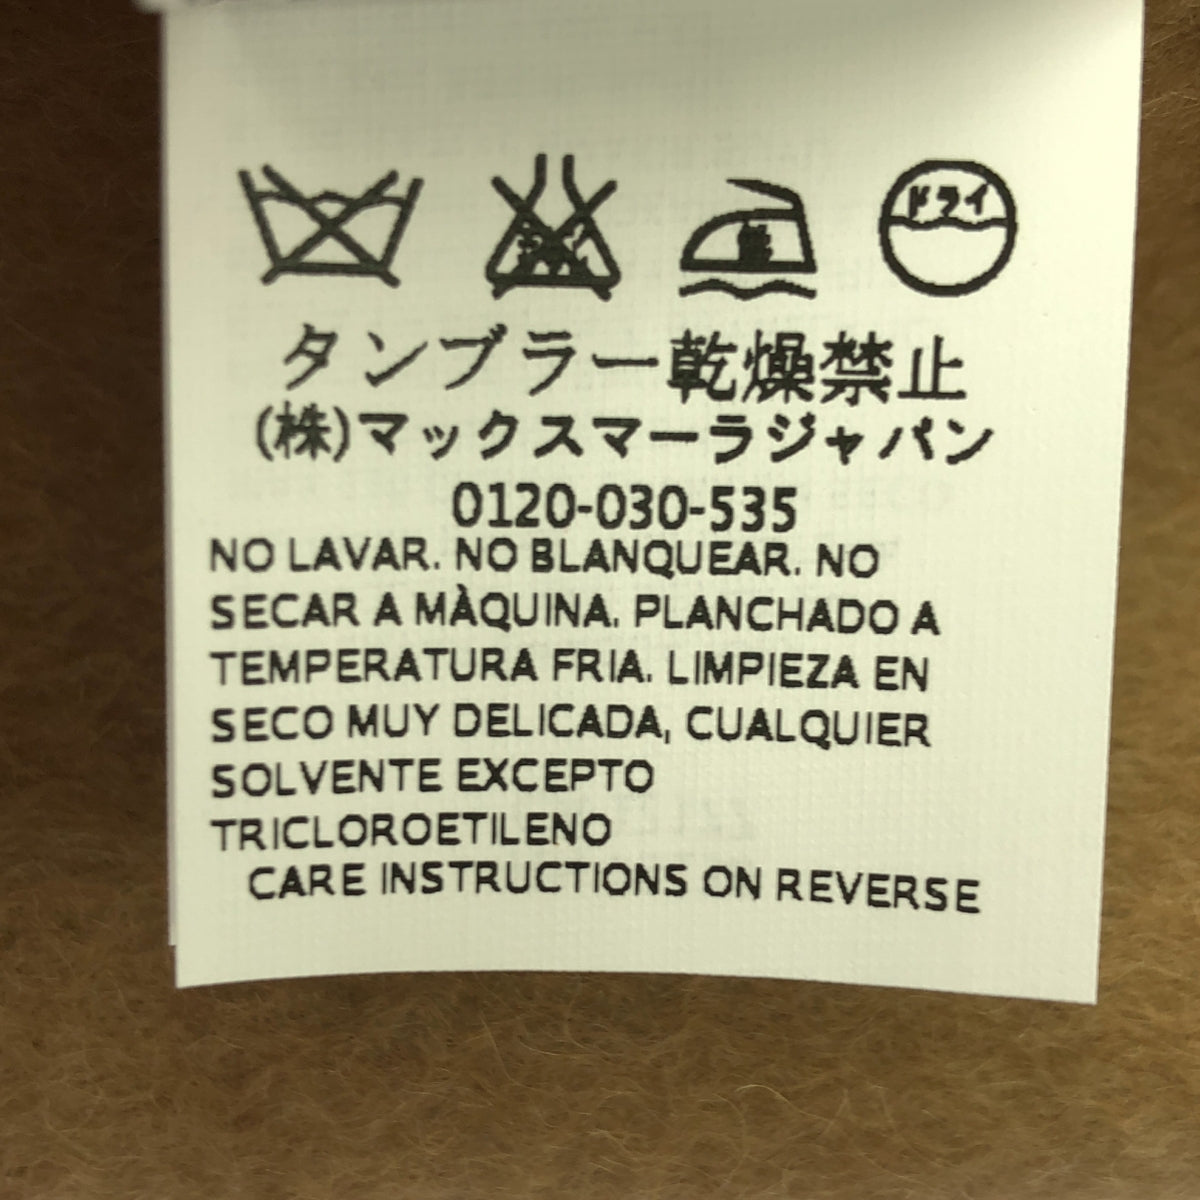 ドライ
タンブラー乾燥禁止
(株)マックスマーラジャパン
0120-030-535
NO LAVAR. NO BLANQUEAR. NO
SECAR A MÀQUINA. PLANCHADO A
TEMPERATURA FRIA. LIMPIEZA EN
SECO MUY DELICADA, CUALQUIER
SOLVENTE EXCEPTO
TRICLOROETILENO
CARE INSTRUCTIONS ON REVERSE